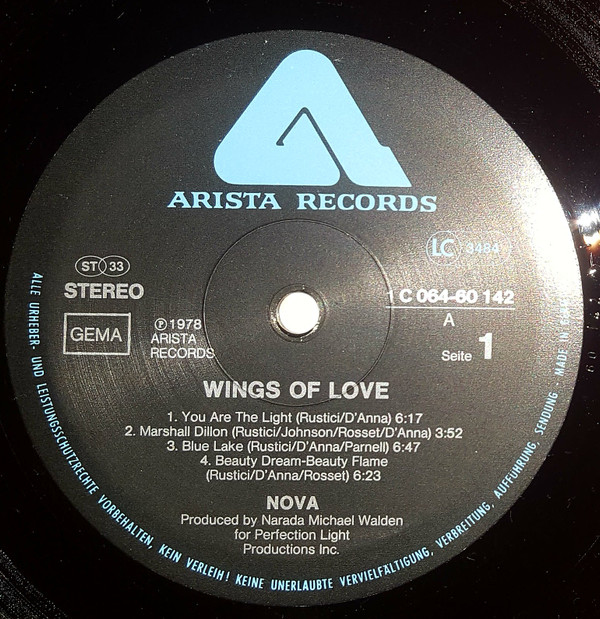 ARISTA RECORDS
LC 3484
ST 33
STEREO
GEMA
Ⓟ 1978
ARISTA
RECORDS
1 C 064-60 142
A
Seite 1
WINGS OF LOVE
1. You Are The Light (Rustici/D'Anna) 6:17
2. Marshall Dillon (Rustici/Johnson/Rosset/D'Anna) 3:52
3. Blue Lake (Rustici/D'Anna/Parnell) 6:47
4. Beauty Dream-Beauty Flame
(Rustici/D'Anna/Rosset) 6:23
NOVA
Produced by Narada Michael Walden
for Perfection Light
Productions Inc.
ALLE URHEBER- UND LEISTUNGSSCHUTZRECHTE VORBEHALTEN, KEIN VERLEIH! KEINE UNERLAUBTE VERVIELFÄLTIGUNG, VERBREITUNG, AUFFÜHRUNG, SENDUNG - MADE IN